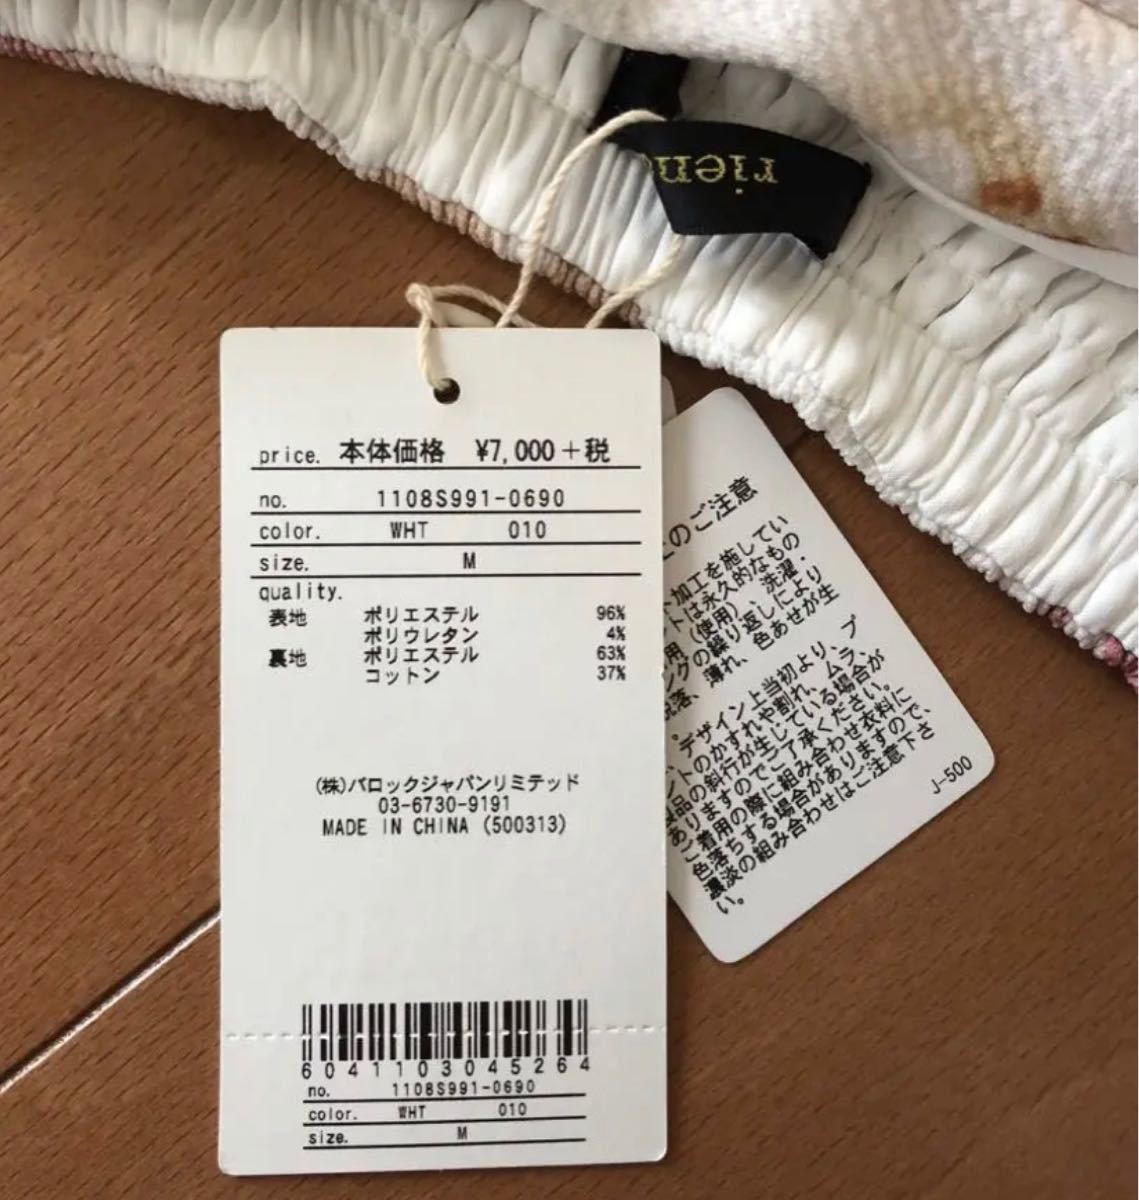 rien
price. 本体価格 ¥7,000＋税
no. 1108S991-0690
color. WHT 010
size. M
quality.
表地 ポリエステル 96%
ポリウレタン 4%
裏地 ポリエステル 63%
コットン 37%
(株)バロックジャパンリミテッド
03-6730-9191
MADE IN CHINA (500313)
6041103045264
no. 1108S991-0690
color. WHT 010
size. M
のご注意
加工を施してい
トは永久的なもの
用(使用)、洗濯・
ングの繰り返しにより
脱落、薄れ、色あせが生
デザイン上当初より、プ
ントのかすれや割れ、ムラ、
製品の斜行が生じている場合が
ありますのでご了承ください。
ご着用の際に組み合わせ衣料に
色落ちする場合がありますので、
濃淡の組み合わせはご注意下さ
い。
J-500